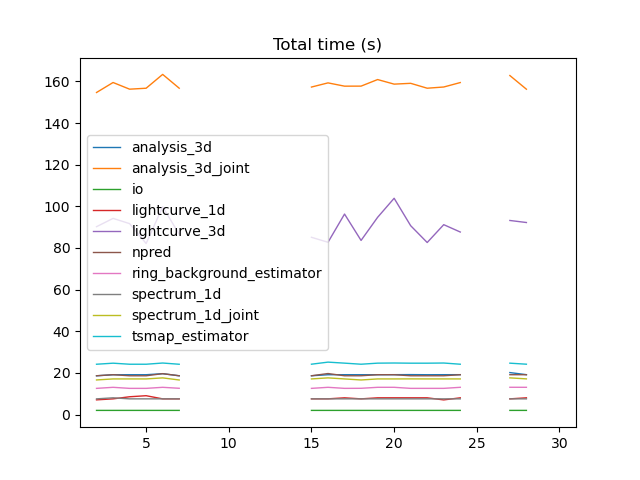 Total time (s)
160
140
120
100
80
60
40
20
0
analysis_3d
analysis_3d_joint
io
lightcurve_1d
lightcurve_3d
npred
ring_background_estimator
spectrum_1d
spectrum_1d_joint
tsmap_estimator
5 10 15 20 25 30